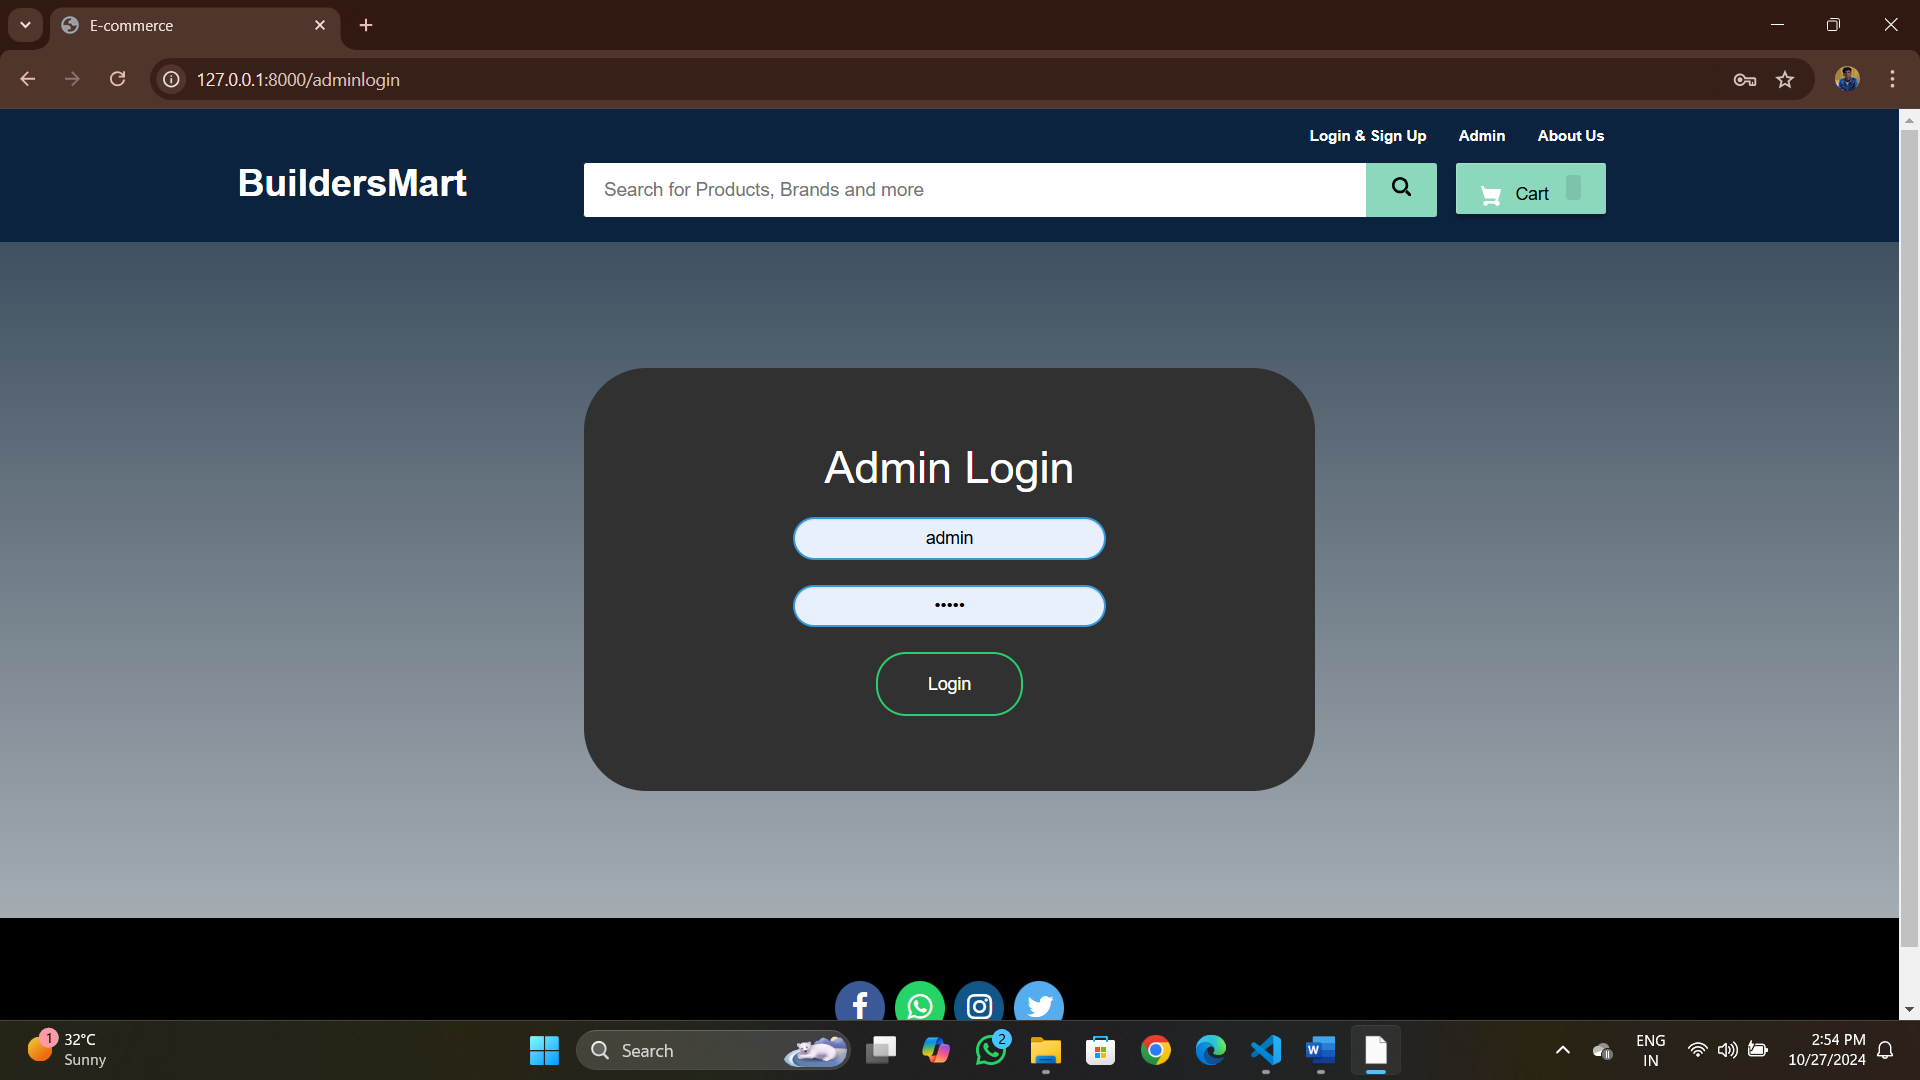 E-commerce
127.0.0.1:8000/adminlogin
Login & Sign Up Admin About Us
BuildersMart
Search for Products, Brands and more
Cart
Admin Login
admin
•••••
Login
1
32°C
Sunny
Search
2
ENG
IN
2:54 PM
10/27/2024